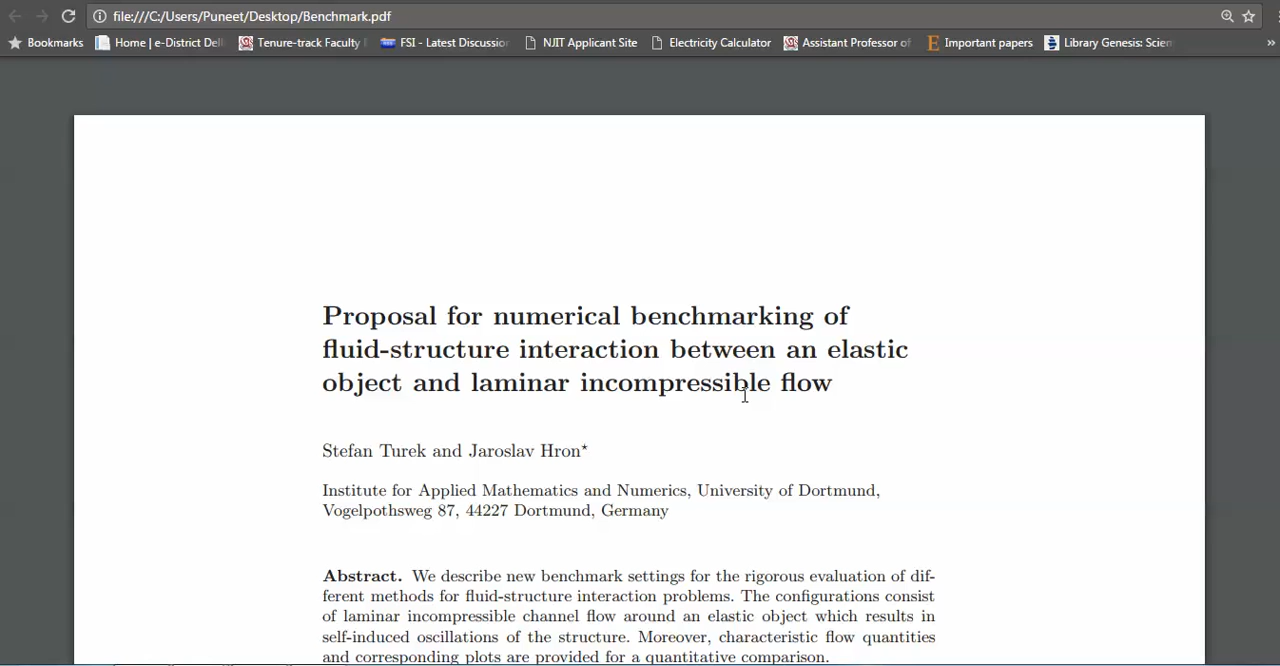 file:///C:/Users/Puneet/Desktop/Benchmark.pdf
Bookmarks Home | e-District Del Tenure-track Faculty FSI - Latest Discussion NJIT Applicant Site Electricity Calculator Assistant Professor of Important papers Library Genesis: Scien »
Proposal for numerical benchmarking of
fluid-structure interaction between an elastic
object and laminar incompressible flow
Stefan Turek and Jaroslav Hron*
Institute for Applied Mathematics and Numerics, University of Dortmund,
Vogelpothsweg 87, 44227 Dortmund, Germany
Abstract. We describe new benchmark settings for the rigorous evaluation of dif-
ferent methods for fluid-structure interaction problems. The configurations consist
of laminar incompressible channel flow around an elastic object which results in
self-induced oscillations of the structure. Moreover, characteristic flow quantities
and corresponding plots are provided for a quantitative comparison.